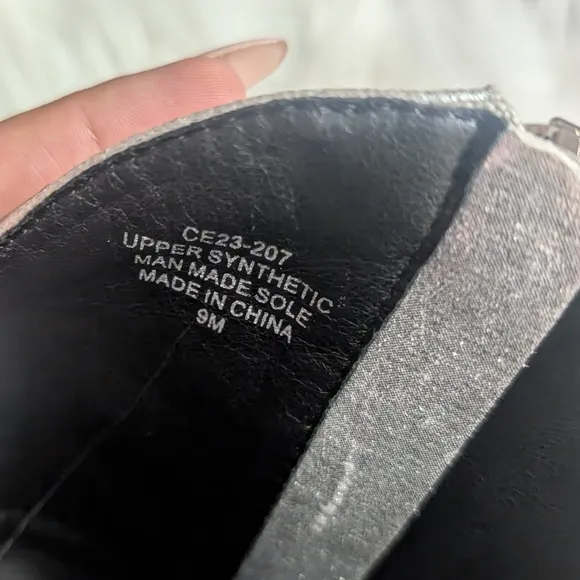 CE23-207
UPPER SYNTHETIC
MAN MADE SOLE
MADE IN CHINA
9M